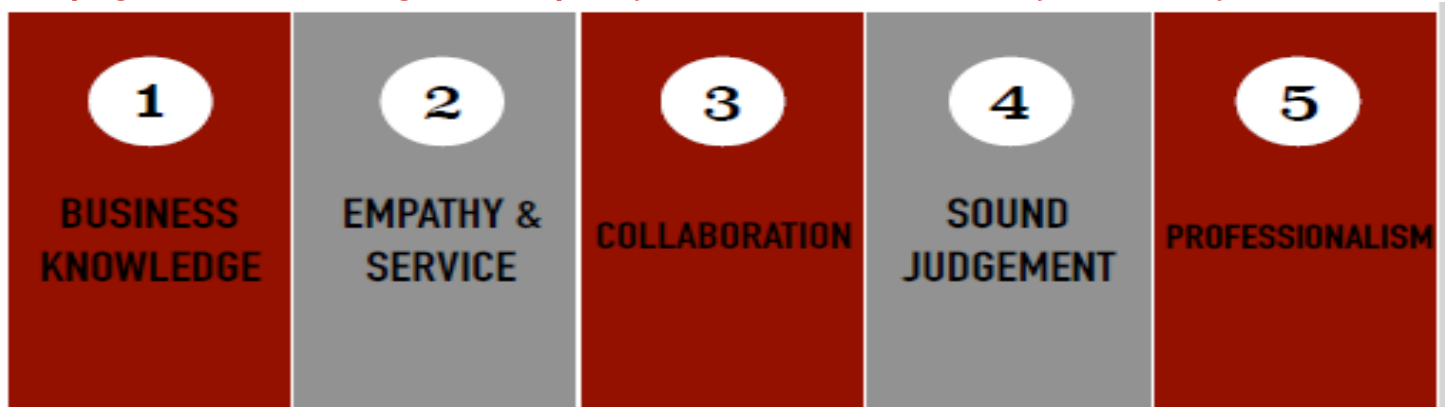 1
2
3
4
5
BUSINESS
KNOWLEDGE
EMPATHY &
SERVICE
COLLABORATION
SOUND
JUDGEMENT
PROFESSIONALISM